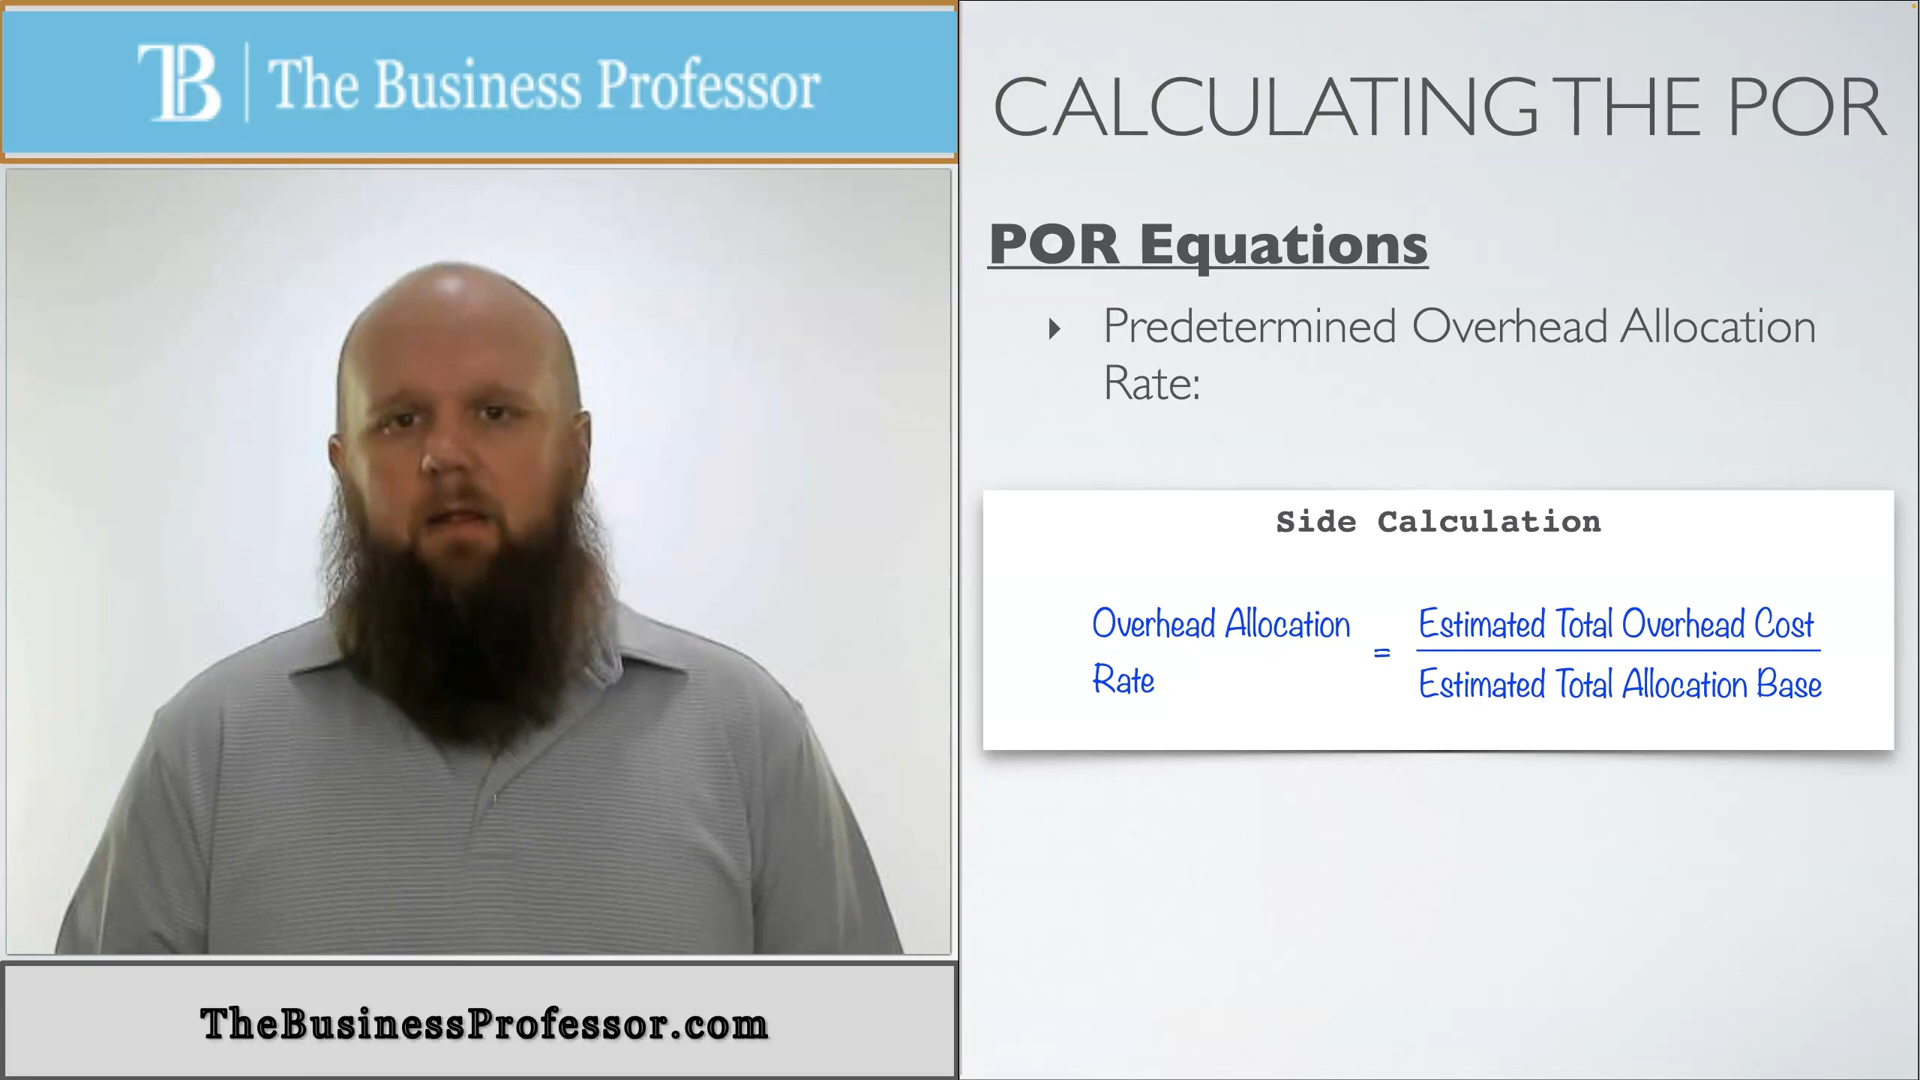 TB | The Business Professor
CALCULATING THE POR
POR Equations
Predetermined Overhead Allocation
Rate:
Side Calculation
Overhead Allocation
Rate
=
Estimated Total Overhead Cost
Estimated Total Allocation Base
TheBusinessProfessor.com